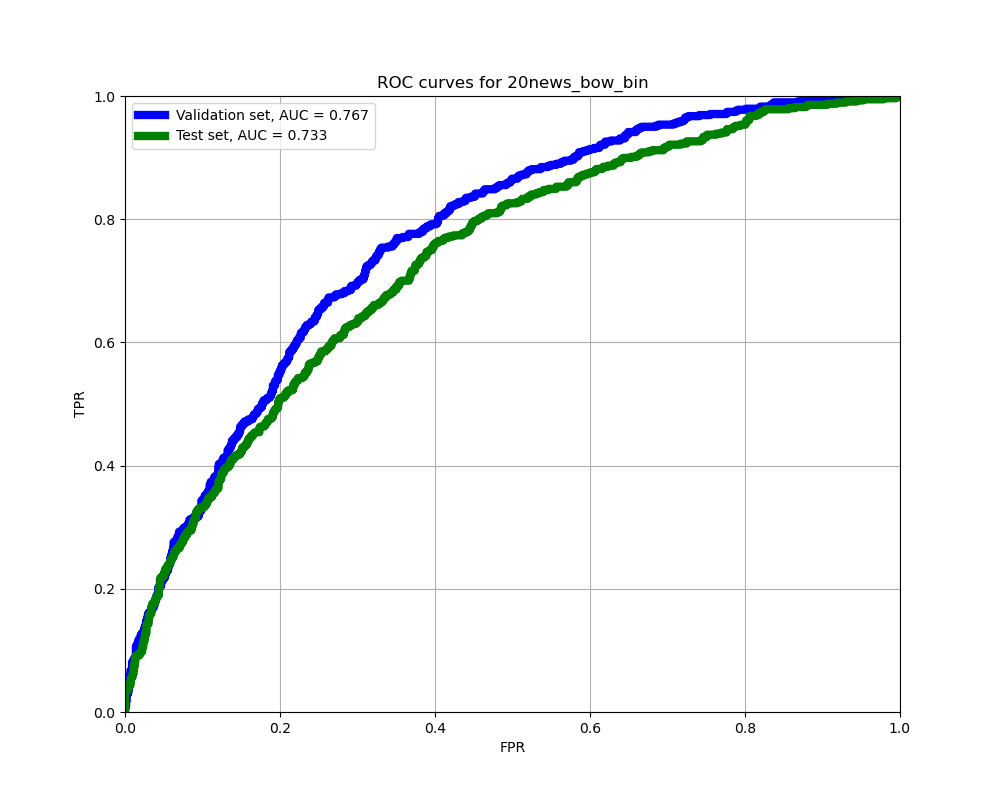 ROC curves for 20news_bow_bin
Validation set, AUC = 0.767
Test set, AUC = 0.733
1.0
0.8
0.6
0.4
0.2
0.0
TPR
0.0 0.2 0.4 0.6 0.8 1.0
FPR